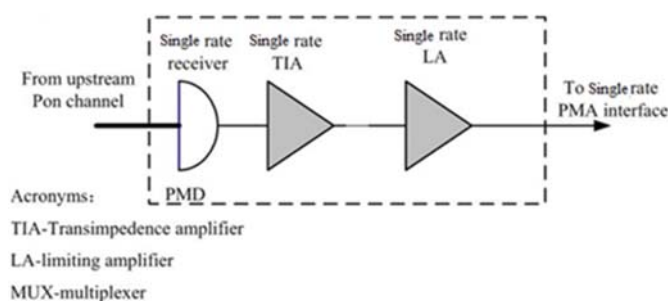 Single rate
receiver
Single rate
TIA
Single rate
LA
From upstream
Pon channel
To Single rate
PMA interface
PMD
Acronyms:
TIA-Transimpedence amplifier
LA-limiting amplifier
MUX-multiplexer